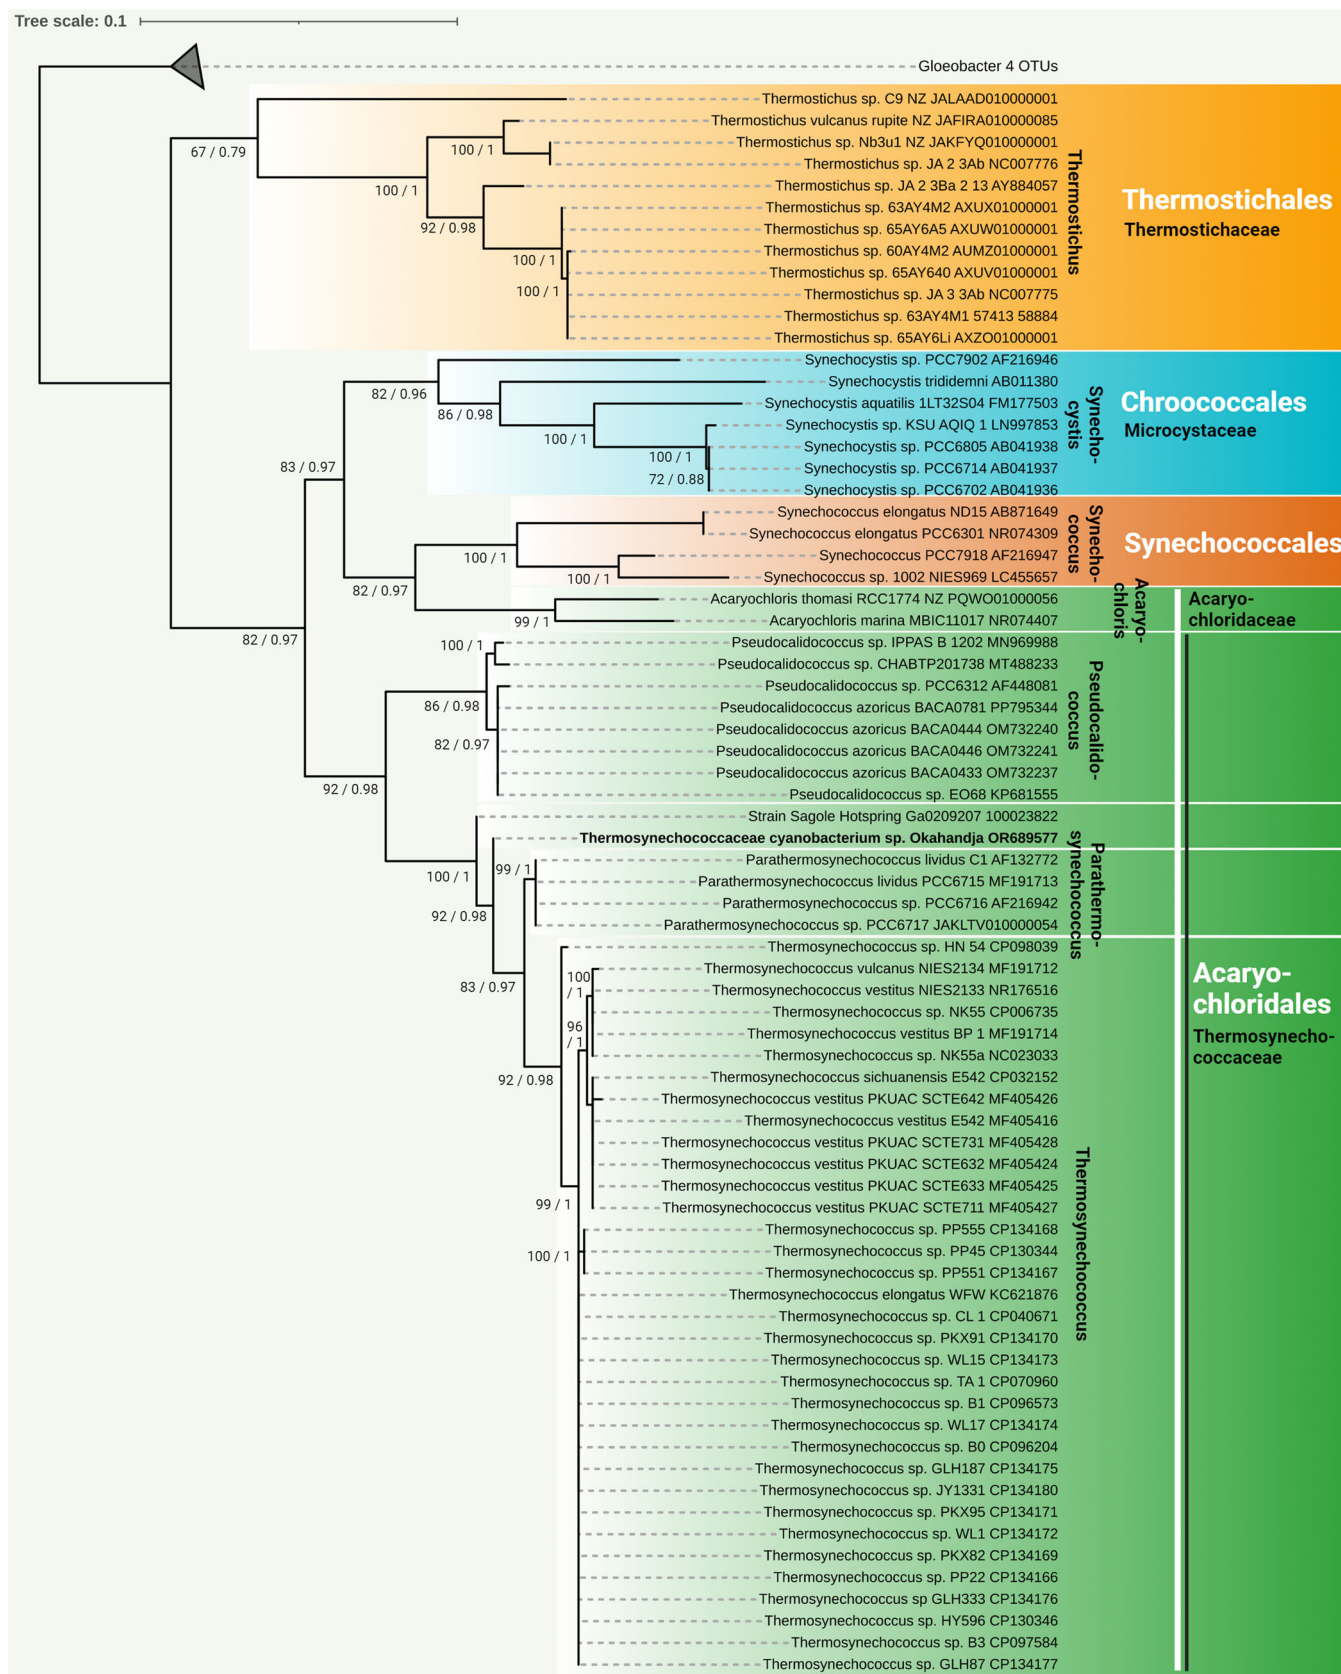 Tree scale: 0.1
Gloeobacter 4 OTUs
Thermostichus sp. C9 NZ JALAAD010000001
Thermostichus vulcanus rupite NZ JAFIRA010000085
Thermostichus sp. Nb3u1 NZ JAKFYQ010000001
Thermostichus sp. JA 2 3Ab NC007776
Thermostichus sp. JA 2 3Ba 2 13 AY884057
Thermostichus sp. 63AY4M2 AXUX01000001
Thermostichus sp. 65AY6A5 AXUW01000001
Thermostichus sp. 60AY4M2 AUMZ01000001
Thermostichus sp. 65AY640 AXUV01000001
Thermostichus sp. JA 3 3Ab NC007775
Thermostichus sp. 63AY4M1 57413 58884
Thermostichus sp. 65AY6Li AXZO01000001
67 / 0.79
100 / 1
100 / 1
92 / 0.98
100 / 1
100 / 1
Thermostichus
Thermostichales
Thermostichaceae
Synechocystis sp. PCC7902 AF216946
Synechocystis trididemni AB011380
Synechocystis aquatilis 1LT32S04 FM177503
Synechocystis sp. KSU AQIQ 1 LN997853
Synechocystis sp. PCC6805 AB041938
Synechocystis sp. PCC6714 AB041937
Synechocystis sp. PCC6702 AB041936
82 / 0.96
86 / 0.98
100 / 1
100 / 1
72 / 0.88
83 / 0.97
Synecho-
cystis
Chroococcales
Microcystaceae
Synechococcus elongatus ND15 AB871649
Synechococcus elongatus PCC6301 NR074309
Synechococcus PCC7918 AF216947
Synechococcus sp. 1002 NIES969 LC455657
100 / 1
100 / 1
82 / 0.97
Synecho-
coccus
Synechococcales
Acaryochloris thomasi RCC1774 NZ PQWO01000056
Acaryochloris marina MBIC11017 NR074407
99 / 1
82 / 0.97
Acaryo-
chloris
Acaryo-
chloridaceae
Pseudocalidococcus sp. IPPAS B 1202 MN969988
Pseudocalidococcus sp. CHABTP201738 MT488233
Pseudocalidococcus sp. PCC6312 AF448081
Pseudocalidococcus azoricus BACA0781 PP795344
Pseudocalidococcus azoricus BACA0444 OM732240
Pseudocalidococcus azoricus BACA0446 OM732241
Pseudocalidococcus azoricus BACA0433 OM732237
Pseudocalidococcus sp. EO68 KP681555
100 / 1
86 / 0.98
82 / 0.97
92 / 0.98
Pseudocalido-
coccus
Strain Sagole Hotspring Ga0209207 100023822
Thermosynechococcaceae cyanobacterium sp. Okahandja OR689577
Parathermosynechococcus lividus C1 AF132772
Parathermosynechococcus lividus PCC6715 MF191713
Parathermosynechococcus sp. PCC6716 AF216942
Parathermosynechococcus sp. PCC6717 JAKLTV010000054
99 / 1
100 / 1
92 / 0.98
83 / 0.97
Parathermo-
synechococcus
Thermosynechococcus sp. HN 54 CP098039
Thermosynechococcus vulcanus NIES2134 MF191712
Thermosynechococcus vestitus NIES2133 NR176516
Thermosynechococcus sp. NK55 CP006735
Thermosynechococcus vestitus BP 1 MF191714
Thermosynechococcus sp. NK55a NC023033
Thermosynechococcus sichuanensis E542 CP032152
Thermosynechococcus vestitus PKUAC SCTE642 MF405426
Thermosynechococcus vestitus E542 MF405416
Thermosynechococcus vestitus PKUAC SCTE731 MF405428
Thermosynechococcus vestitus PKUAC SCTE632 MF405424
Thermosynechococcus vestitus PKUAC SCTE633 MF405425
Thermosynechococcus vestitus PKUAC SCTE711 MF405427
Thermosynechococcus sp. PP555 CP134168
Thermosynechococcus sp. PP45 CP130344
Thermosynechococcus sp. PP551 CP134167
Thermosynechococcus elongatus WFW KC621876
Thermosynechococcus sp. CL 1 CP040671
Thermosynechococcus sp. PKX91 CP134170
Thermosynechococcus sp. WL15 CP134173
Thermosynechococcus sp. TA 1 CP070960
Thermosynechococcus sp. B1 CP096573
Thermosynechococcus sp. WL17 CP134174
Thermosynechococcus sp. B0 CP096204
Thermosynechococcus sp. GLH187 CP134175
Thermosynechococcus sp. JY1331 CP134180
Thermosynechococcus sp. PKX95 CP134171
Thermosynechococcus sp. WL1 CP134172
Thermosynechococcus sp. PKX82 CP134169
Thermosynechococcus sp. PP22 CP134166
Thermosynechococcus sp GLH333 CP134176
Thermosynechococcus sp. HY596 CP130346
Thermosynechococcus sp. B3 CP097584
Thermosynechococcus sp. GLH87 CP134177
100
/ 1
96
/ 1
92 / 0.98
99 / 1
100 / 1
Thermosynechococcus
Acaryo-
chloridales
Thermosynecho-
coccaceae